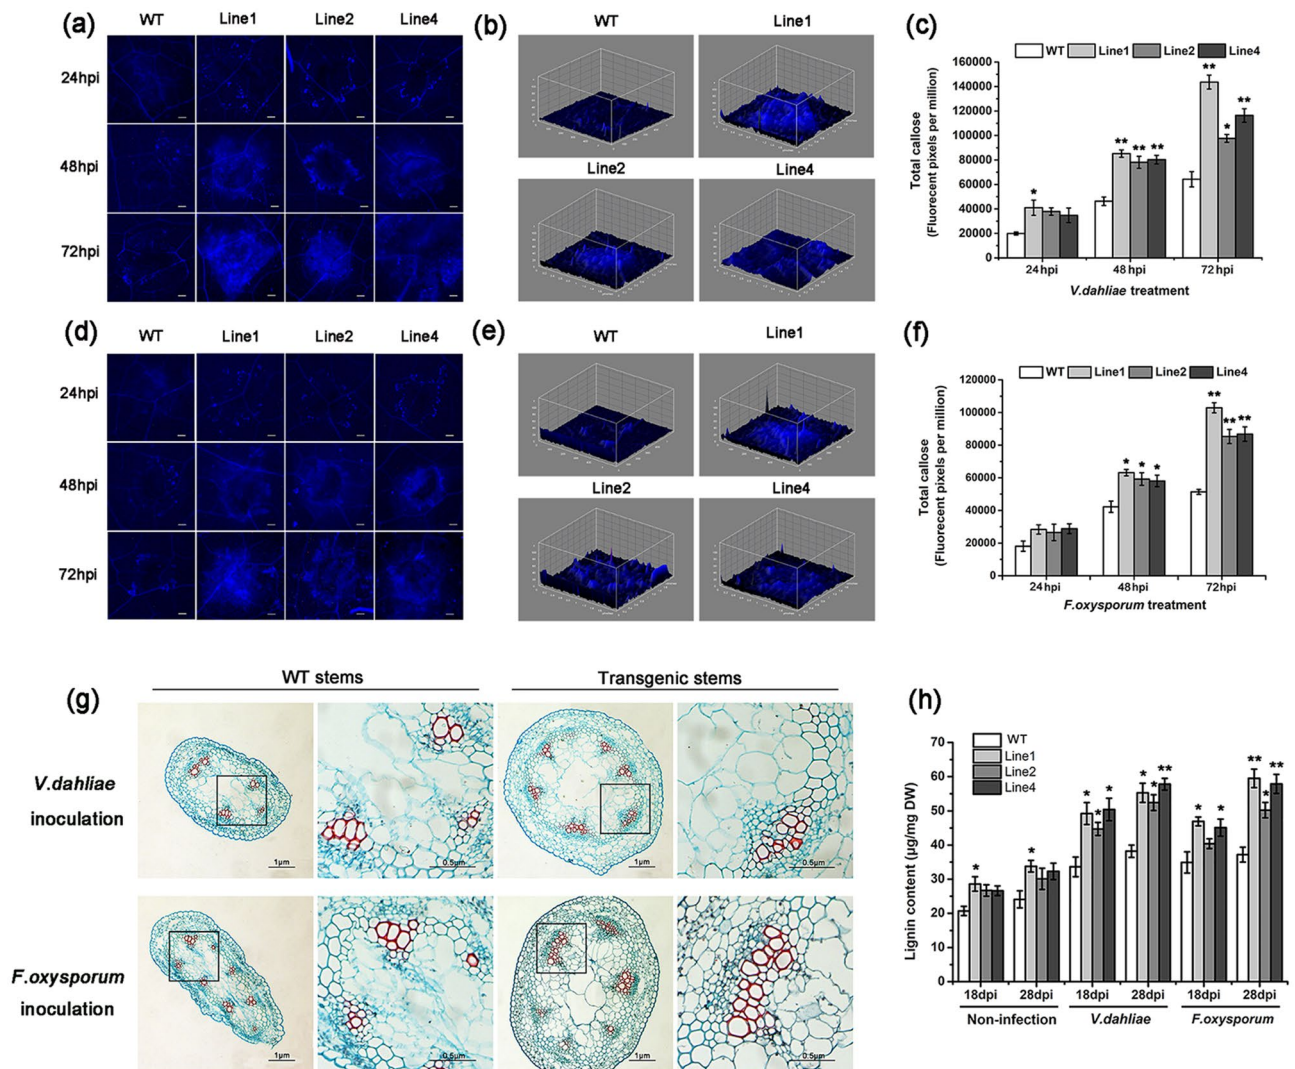 (a) WT Line1 Line2 Line4
24hpi
48hpi
72hpi
(b) WT Line1
Line2 Line4
(c) WT Line1 Line2 Line4
Total callose
(Fluorescent pixels per million)
160000
140000
120000
100000
80000
60000
40000
20000
0
* ** ** ** ** * **
24hpi 48hpi 72hpi
V.dahliae treatment
(d) WT Line1 Line2 Line4
24hpi
48hpi
72hpi
(e) WT Line1
Line2 Line4
(f) WT Line1 Line2 Line4
Total callose
(Fluorescent pixels per million)
120000
100000
80000
60000
40000
20000
0
* * * ** ** **
24hpi 48hpi 72hpi
F.oxysporum treatment
(g) WT stems Transgenic stems
V.dahliae
inoculation
1μm 0.5μm 1μm 0.5μm
F.oxysporum
inoculation
1μm 0.5μm 1μm 0.5μm
(h)
WT
Line1
Line2
Line4
Lignin content (μg/mg DW)
70
60
50
40
30
20
10
0
* * * * * * * ** * * ** * **
18dpi 28dpi 18dpi 28dpi 18dpi 28dpi
Non-infection V.dahliae F.oxysporum